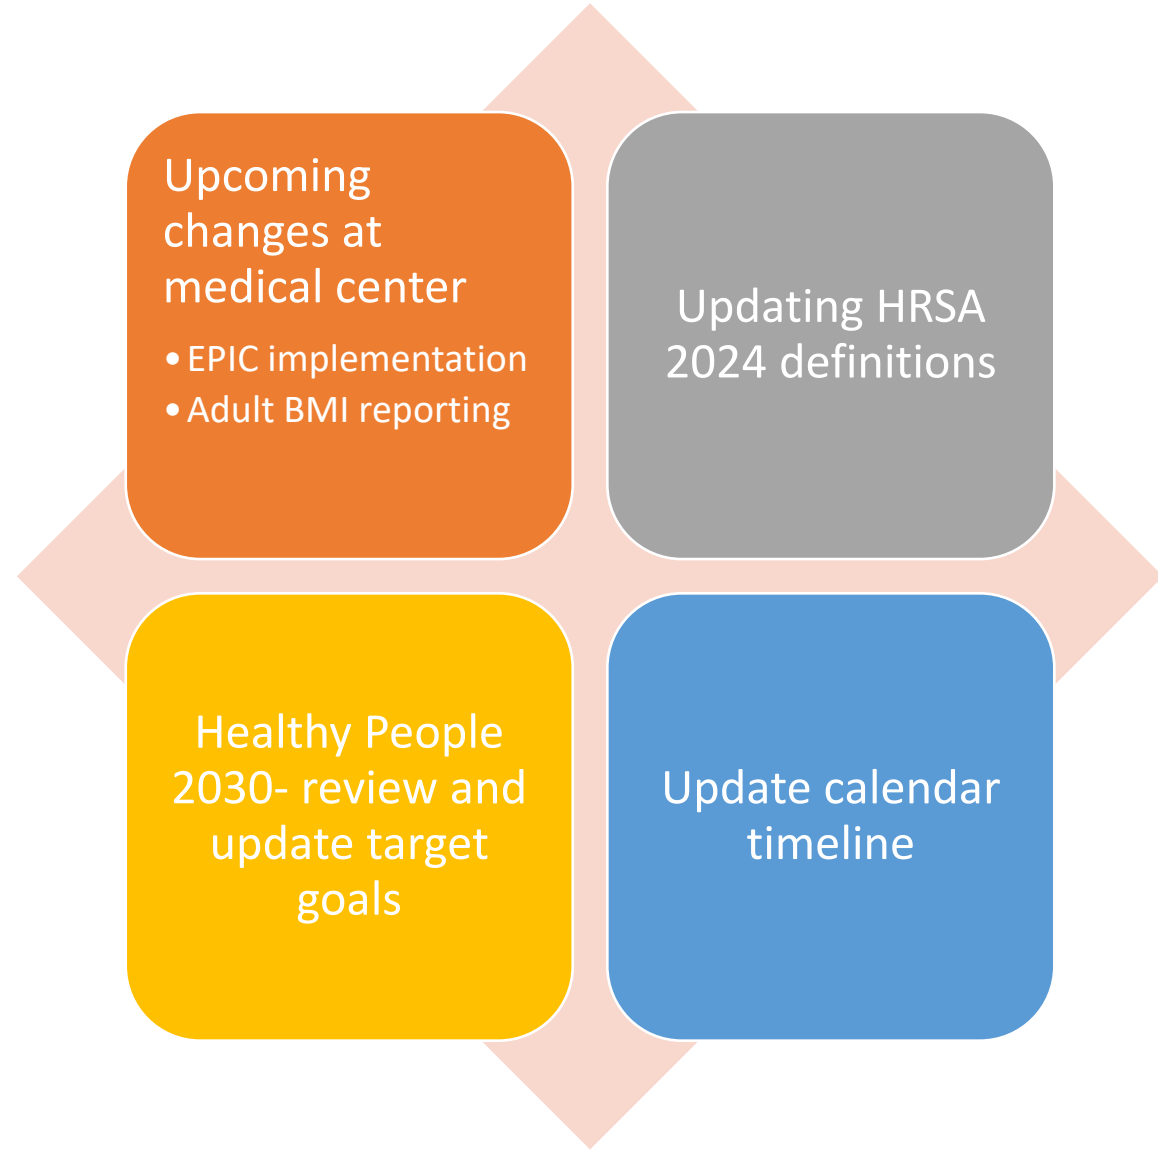 Upcoming
changes at
medical center
• EPIC implementation
• Adult BMI reporting
Updating HRSA
2024 definitions
Healthy People
2030- review and
update target
goals
Update calendar
timeline